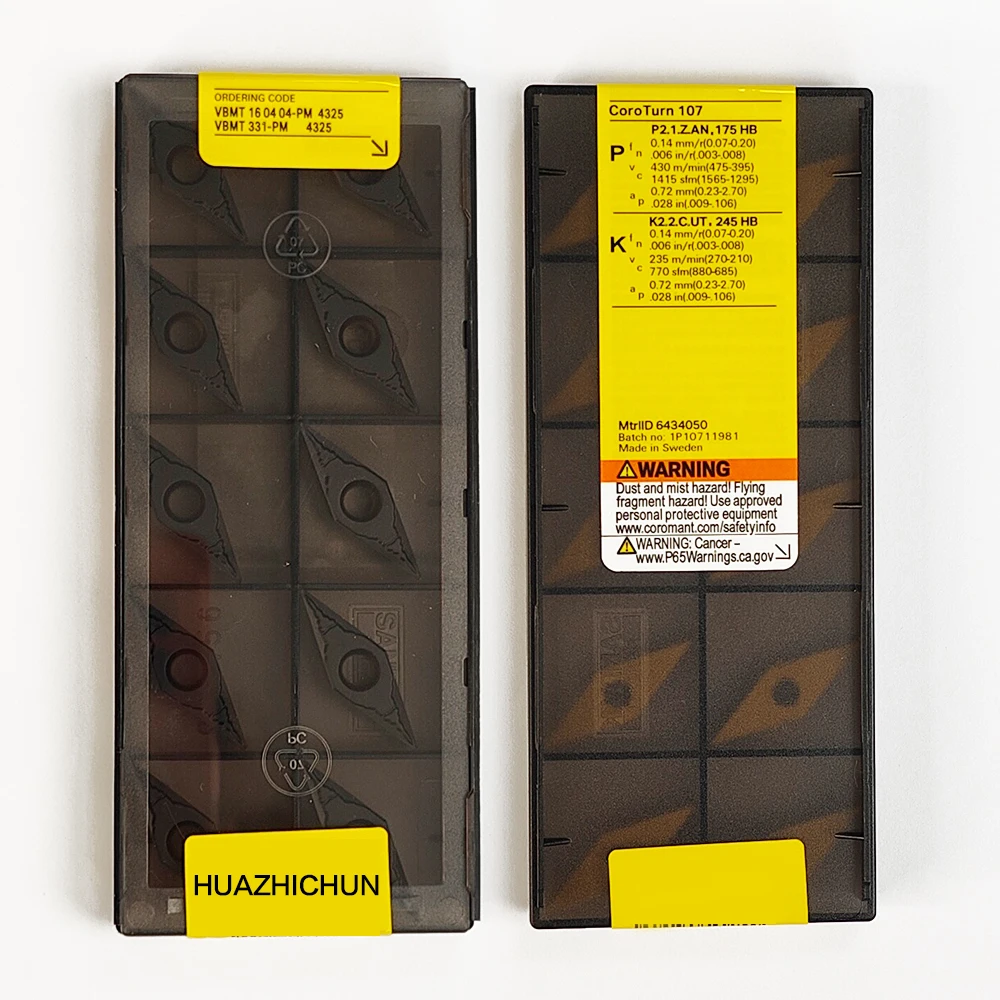 ORDERING CODE
VBMT 16 04 04-PM 4325
VBMT 331-PM 4325
07
PC
PC
07
HUAZHICHUN
CoroTurn 107
P2.1.Z.AN, 175 HB
P
f n
0.14 mm/r(0.07-0.20)
.006 in/r(.003-.008)
v c
430 m/min(475-395)
1415 sfm(1565-1295)
a p
0.72 mm(0.23-2.70)
.028 in(.009-.106)
K2.2.C.UT, 245 HB
K
f n
0.14 mm/r(0.07-0.20)
.006 in/r(.003-.008)
v c
235 m/min(270-210)
770 sfm(880-685)
a p
0.72 mm(0.23-2.70)
.028 in(.009-.106)
MtrlID 6434050
Batch no: 1P10711981
Made in Sweden
WARNING
Dust and mist hazard! Flying
fragment hazard! Use approved
personal protective equipment
www.coromant.com/safetyinfo
WARNING: Cancer –
www.P65Warnings.ca.gov